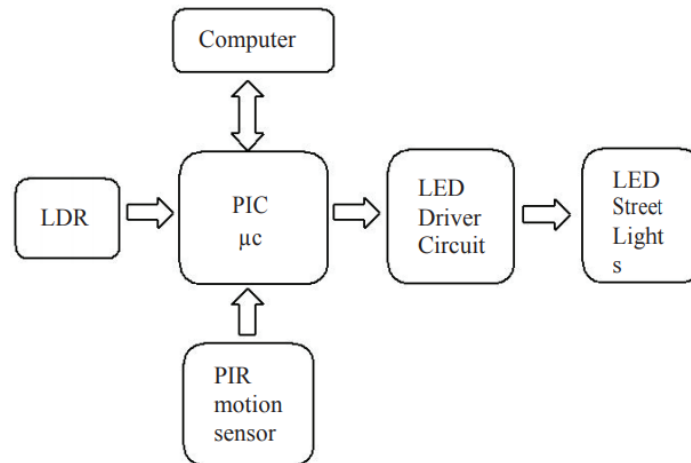 Computer
LDR
PIC
µc
LED
Driver
Circuit
LED
Street
Light
s
PIR
motion
sensor